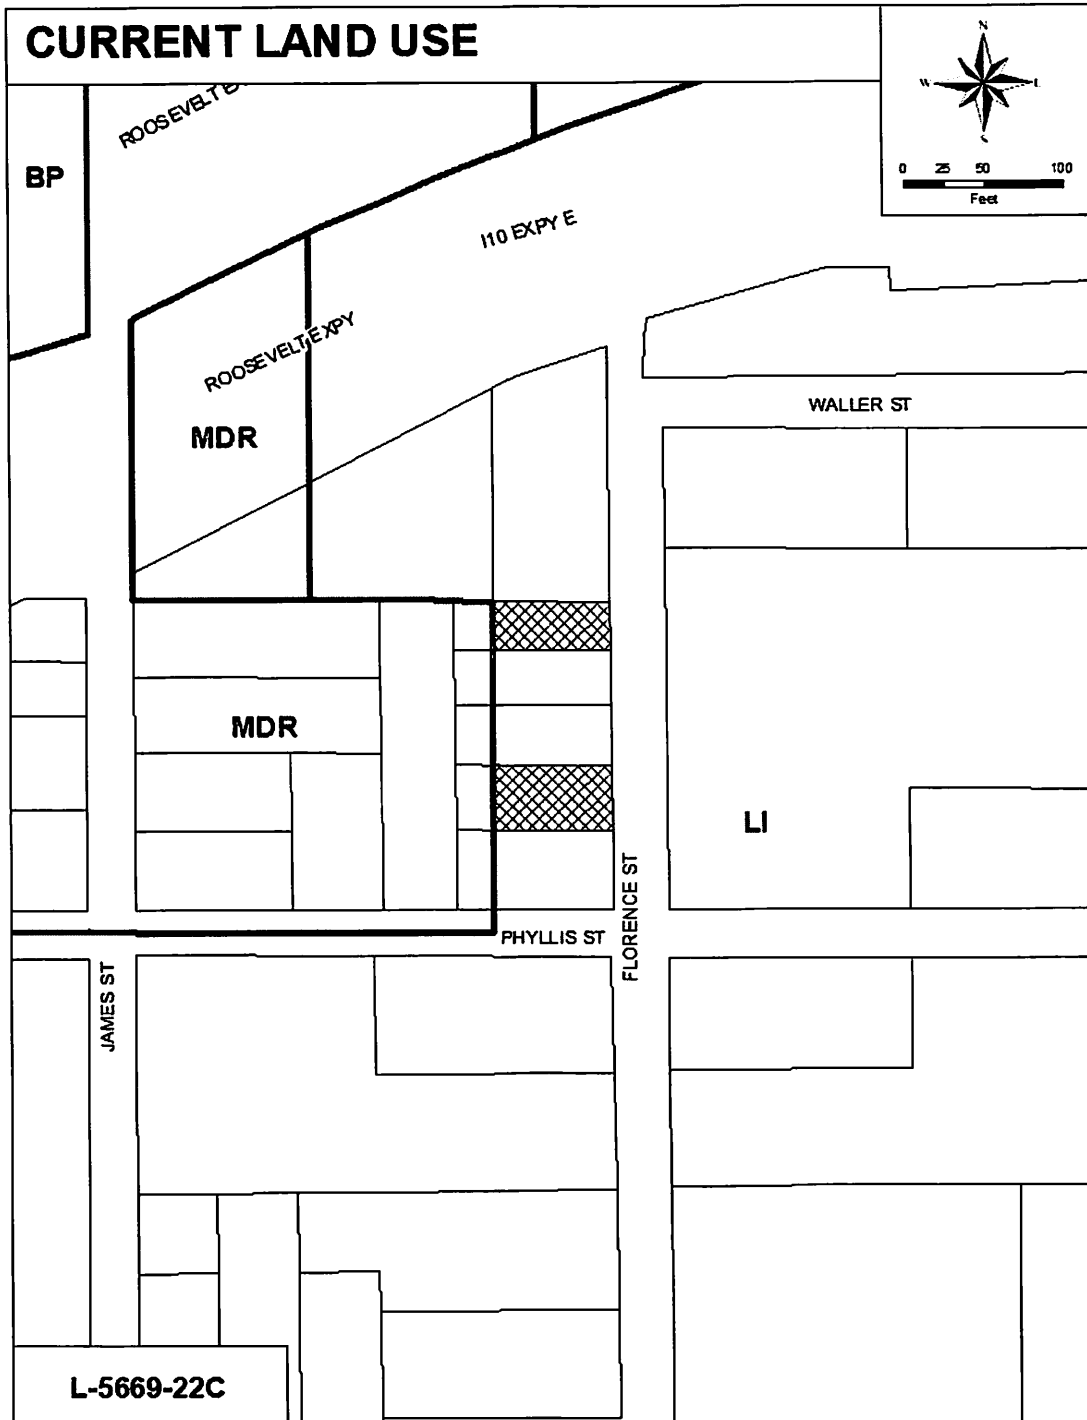 CURRENT LAND USE
N
W
S
0 25 50 100
Feet
ROOSEVELT E
BP
I10 EXPY E
ROOSEVELT EXPY
MDR
WALLER ST
MDR
LI
FLORENCE ST
PHYLLIS ST
JAMES ST
L-5669-22C